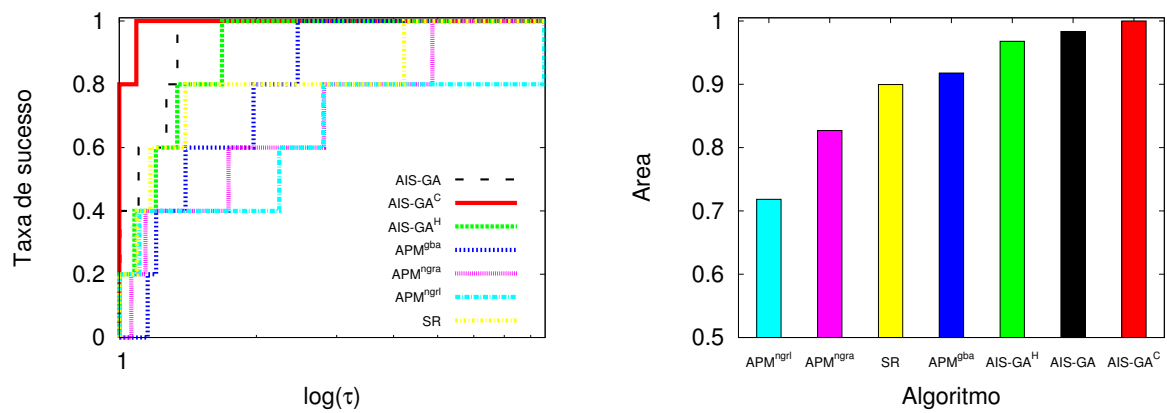 Taxa de sucesso
1
0.8
0.6
0.4
0.2
0
1
log(τ)
AIS-GA
AIS-GA^C
AIS-GA^H
APM^gba
APM^ngra
APM^ngrl
SR
Area
1
0.9
0.8
0.7
0.6
0.5
APM^ngrl APM^ngra SR APM^gba AIS-GA^H AIS-GA AIS-GA^C
Algoritmo